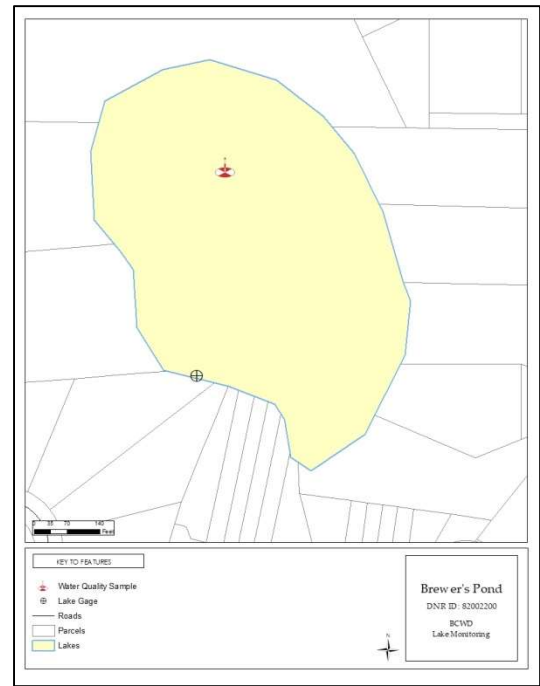 0 35 70 140
Feet
KEY TO FEATURES
Water Quality Sample
Lake Gage
Roads
Parcels
Lakes
N
Brewer's Pond
DNR ID: 82002200
BCWD
Lake Monitoring